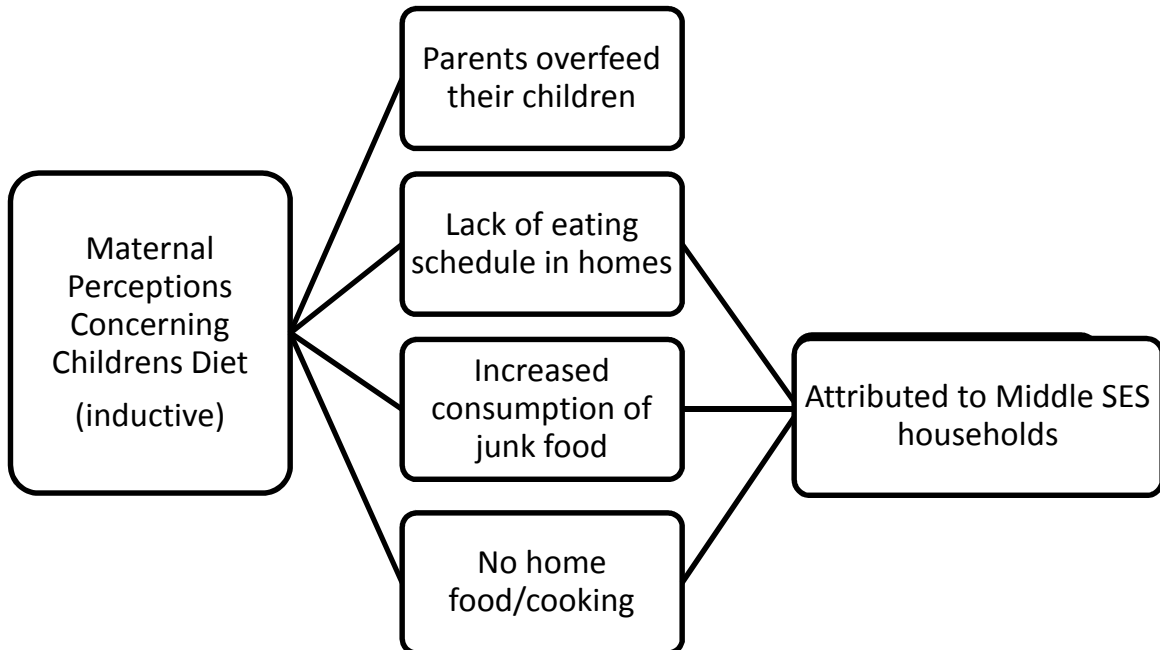 Maternal
Perceptions
Concerning
Childrens Diet
(inductive)
Parents overfeed
their children
Lack of eating
schedule in homes
Increased
consumption of
junk food
No home
food/cooking
Attributed to Middle SES
households